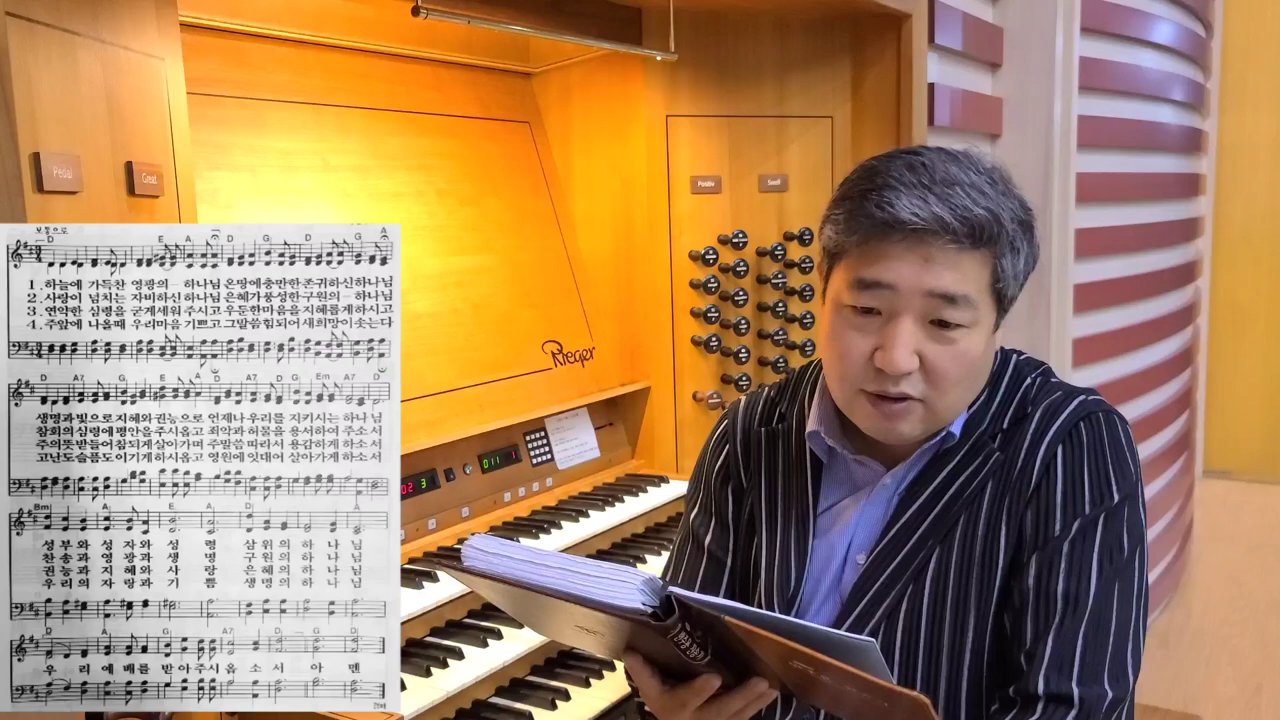 Pedal
Great
Positiv
Swell
Rieger
02 3
011 1
보통으로
D E A D G D G A
1. 하늘에 가득찬 영광의 - 하나님 온땅에충만한존귀하신하나님
2. 사랑이 넘치는 자비하신 하나님 은혜가풍성한구원의 - 하나님
3. 연약한 심령을 굳게세워 주시고 우둔한마음을지혜롭게하시고
4. 주앞에 나올때 우리마음 기쁘고 그말씀힘되어새희망이솟는다
D A7 G E A D A7 D G Em A7 D
생명과빛으로지혜와권능으로 언제나우리를 지키시는 하나님
참회의심령에평안을주시옵고 죄악과 허물을 용서하여 주소서
주의뜻받들어참되게살아가며 주말씀 따라서 용감하게 하소서
고난도슬픔도이기게하시옵고 영원에잇대어 살아가게 하소서
Bm A E A D A
성부와 성자와 성령 삼위의 하나님
찬송과 영광과 생명 구원의 하나님
권능과 지혜와 사랑 은혜의 하나님
우리의 자랑과 기쁨 생명의 하나님
D A G D A7 D G D
우리예배를 받아주시옵소서 아멘